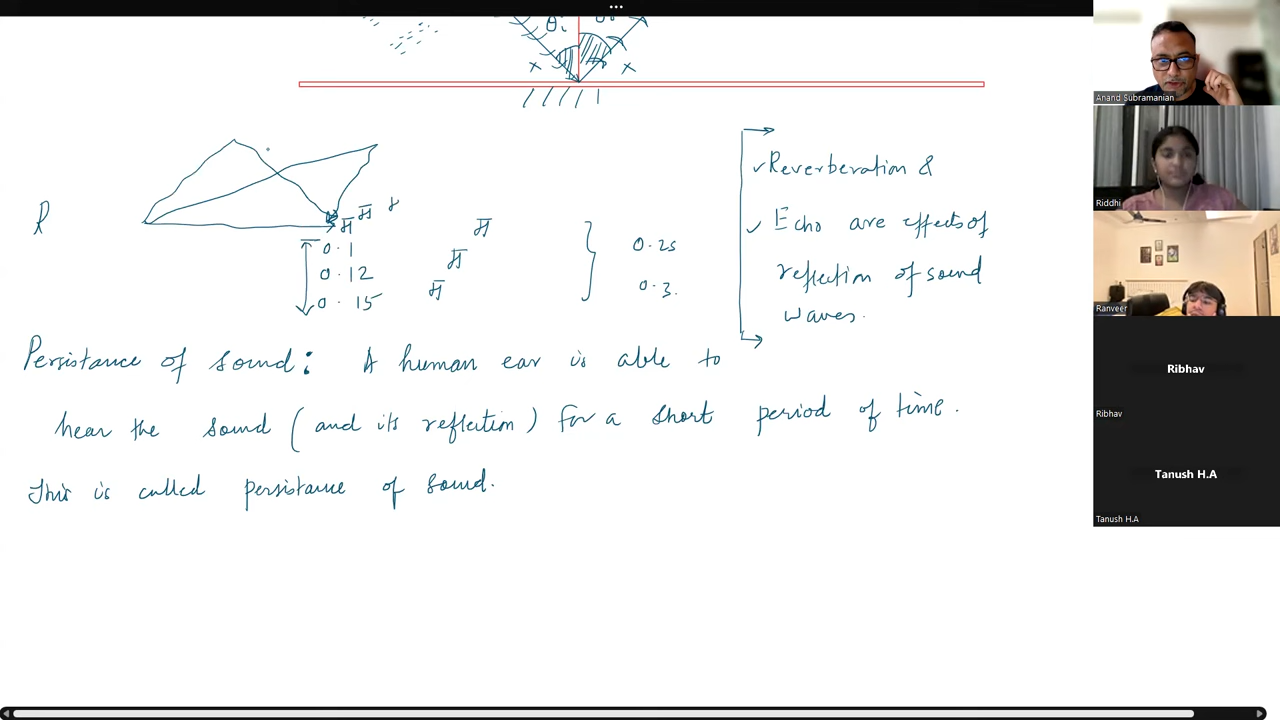 θi
x
x
R
अ अ
अ
0.1
0.12
अ
0.15
अ
0.2s
0.3.
Reverberation &
Echo are effects of
reflection of sound
waves.
Persistance of sound: A human ear is able to
hear the sound (and its reflection) for a short period of time.
This is called persistance of sound.
Anand Subramanian
Riddhi
Ranveer
Ribhav
Ribhav
Tanush H.A
Tanush H.A